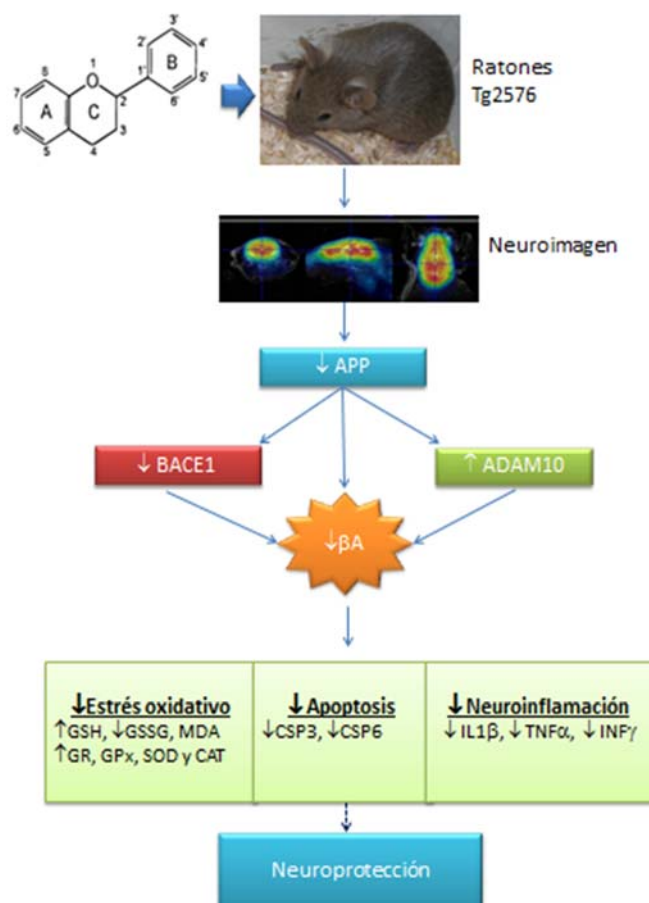 3'
2'
4'
8
O
1
B
1'
5'
7
2
6'
A
C
6
3
5
4
Ratones
Tg2576
Neuroimagen
↓ APP
↓ BACE1
↑ ADAM10
↓βA
↓Estrés oxidativo
↑GSH, ↓GSSG, MDA
↑GR, GPx, SOD y CAT
↓ Apoptosis
↓CSP3, ↓CSP6
↓ Neuroinflamación
↓ IL1β, ↓ TNFα, ↓ INFγ
Neuroprotección